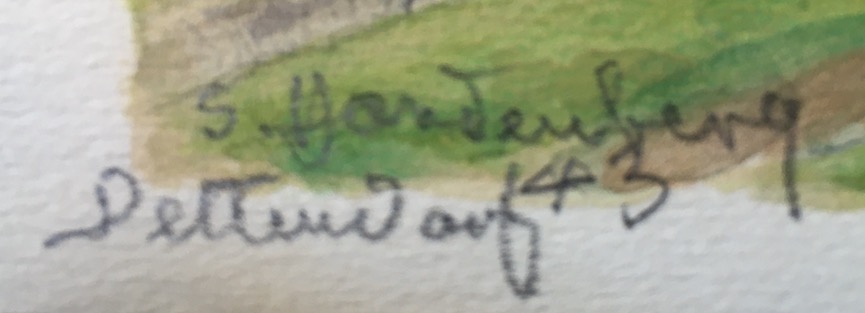 S. Hardenberg
Dettendorf 43